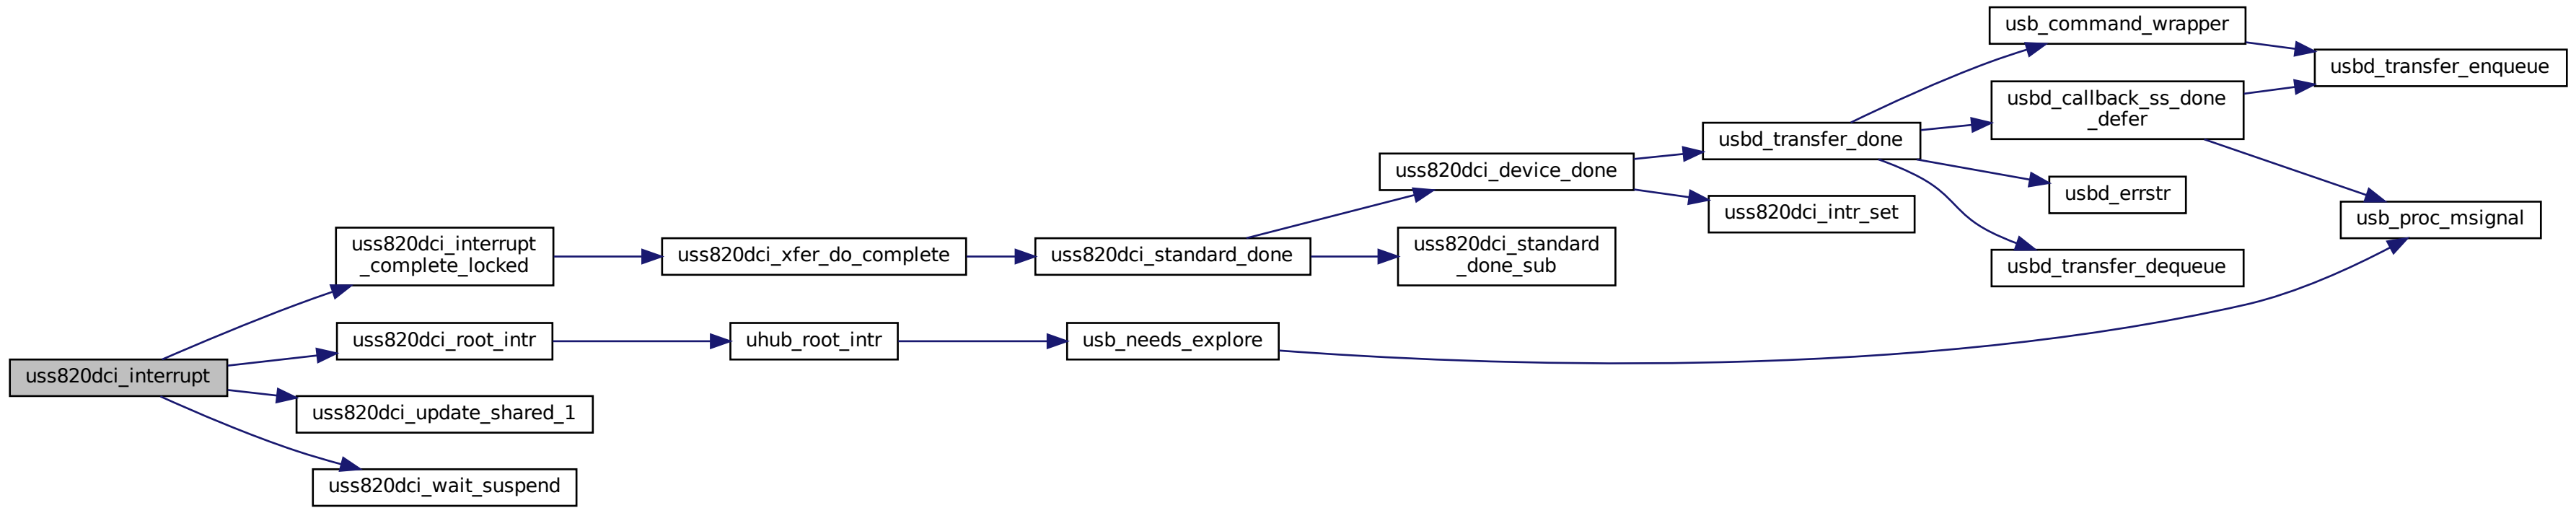 usb_command_wrapper
usbd_transfer_enqueue
usbd_callback_ss_done
_defer
usbd_transfer_done
uss820dci_device_done
usbd_errstr
uss820dci_intr_set
usb_proc_msignal
uss820dci_interrupt
_complete_locked
uss820dci_xfer_do_complete
uss820dci_standard_done
uss820dci_standard
_done_sub
usbd_transfer_dequeue
uss820dci_root_intr
uhub_root_intr
usb_needs_explore
uss820dci_interrupt
uss820dci_update_shared_1
uss820dci_wait_suspend